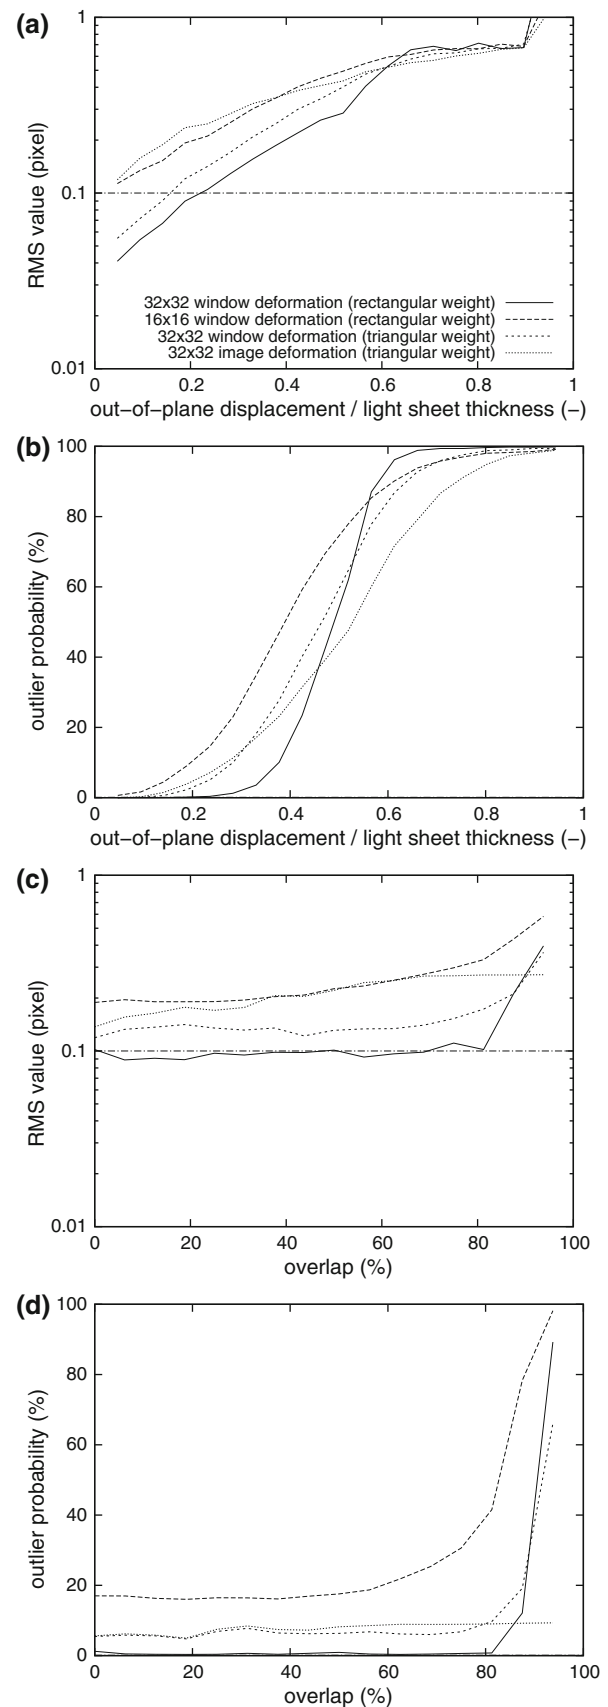 (a)
1
0.1
0.01
RMS value (pixel)
32x32 window deformation (rectangular weight)
16x16 window deformation (rectangular weight)
32x32 window deformation (triangular weight)
32x32 image deformation (triangular weight)
0 0.2 0.4 0.6 0.8 1
out−of−plane displacement / light sheet thickness (−)
(b)
100
80
60
40
20
0
outlier probability (%)
0 0.2 0.4 0.6 0.8 1
out−of−plane displacement / light sheet thickness (−)
(c)
1
0.1
0.01
RMS value (pixel)
0 20 40 60 80 100
overlap (%)
(d)
100
80
60
40
20
0
outlier probability (%)
0 20 40 60 80 100
overlap (%)